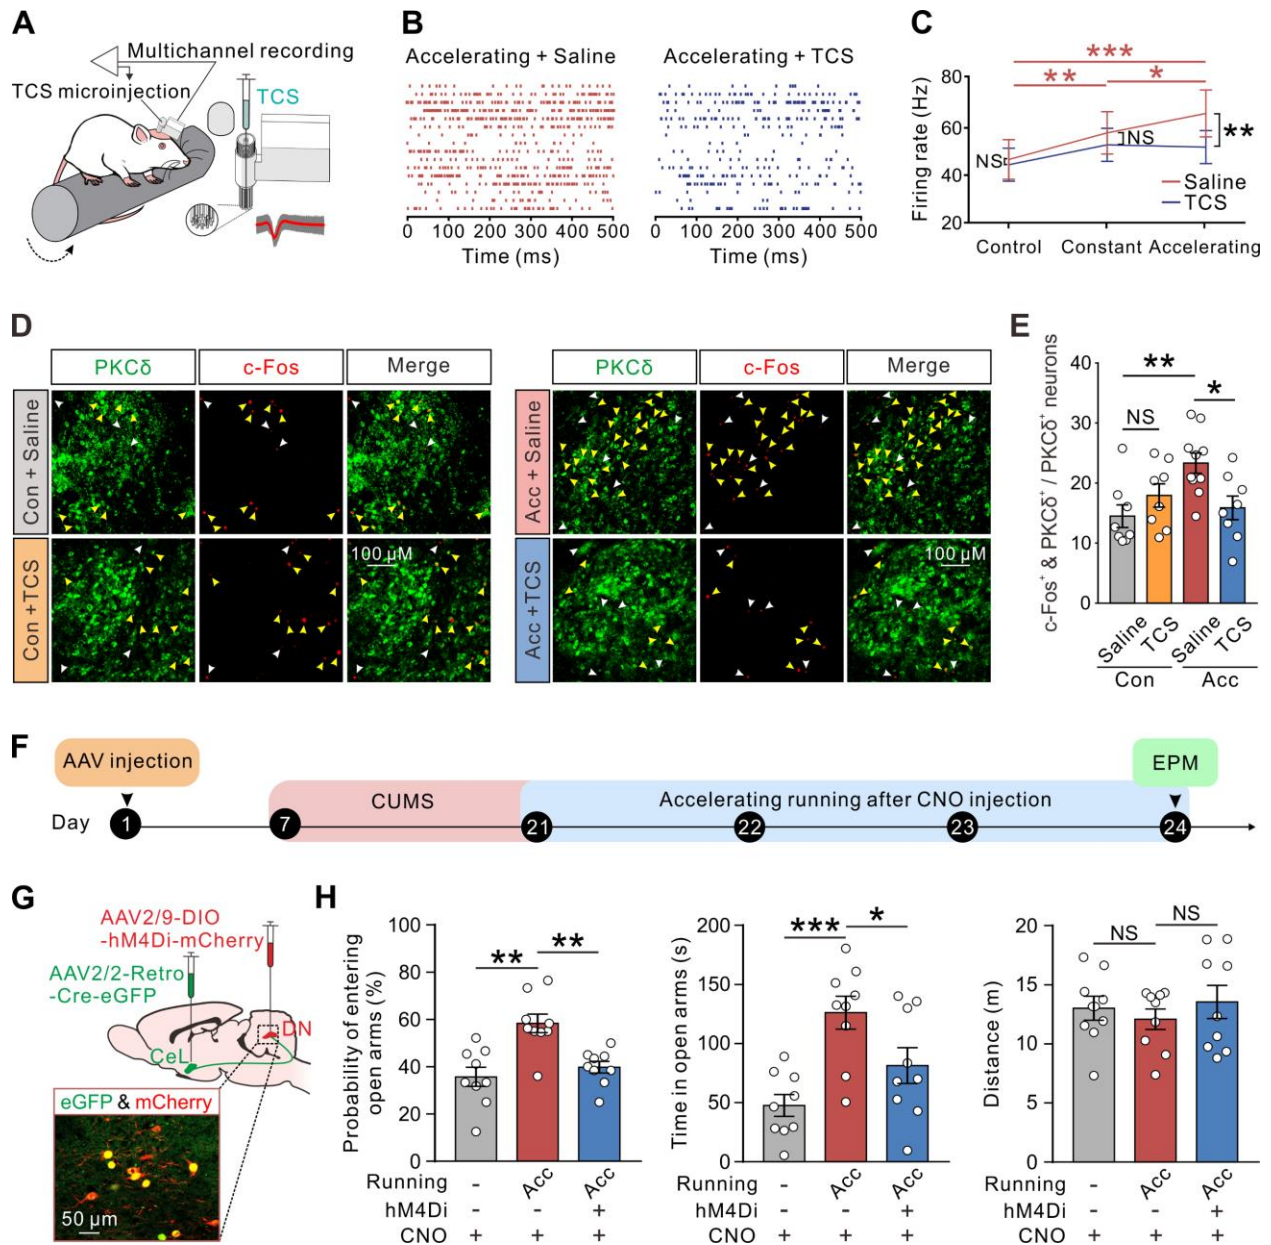 A
Multichannel recording
TCS microinjection
TCS
B
Accelerating + Saline
Accelerating + TCS
0 100 200 300 400 500
0 100 200 300 400 500
Time (ms)
Time (ms)
C
***
** *
Firing rate (Hz)
80
60
40
20
NS
NS
**
Saline
TCS
Control Constant Accelerating
D
PKCδ c-Fos Merge
PKCδ c-Fos Merge
Con + Saline
Acc + Saline
Con +TCS
100 µM
Acc +TCS
100 µM
E
c-Fos⁺ & PKCδ⁺ / PKCδ⁺ neurons
40
30
20
10
0
**
NS
*
Saline TCS Saline TCS
Con Acc
F
AAV injection
EPM
CUMS
Accelerating running after CNO injection
Day 1 7 21 22 23 24
G
AAV2/9-DIO
-hM4Di-mCherry
AAV2/2-Retro
-Cre-eGFP
DN
CeL
eGFP & mCherry
50 µm
H
Probability of entering
open arms (%)
100
80
60
40
20
0
** **
Running - Acc Acc
hM4Di - - +
CNO + + +
Time in open arms (s)
200
150
100
50
0
*** *
Running - Acc Acc
hM4Di - - +
CNO + + +
Distance (m)
20
15
10
5
0
NS NS
Running - Acc Acc
hM4Di - - +
CNO + + +